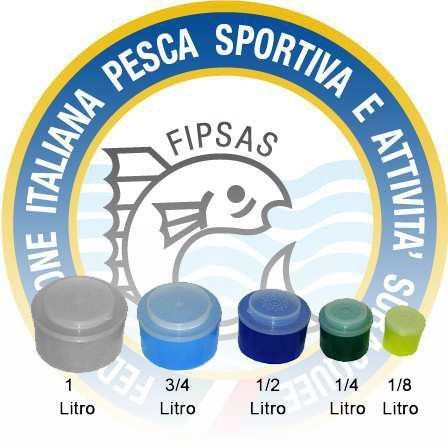 ITALIANA PESCA SPORTIVA E ATTIVITA'
FIPSAS
1 3/4 1/2 1/4 1/8
Litro Litro Litro Litro Litro